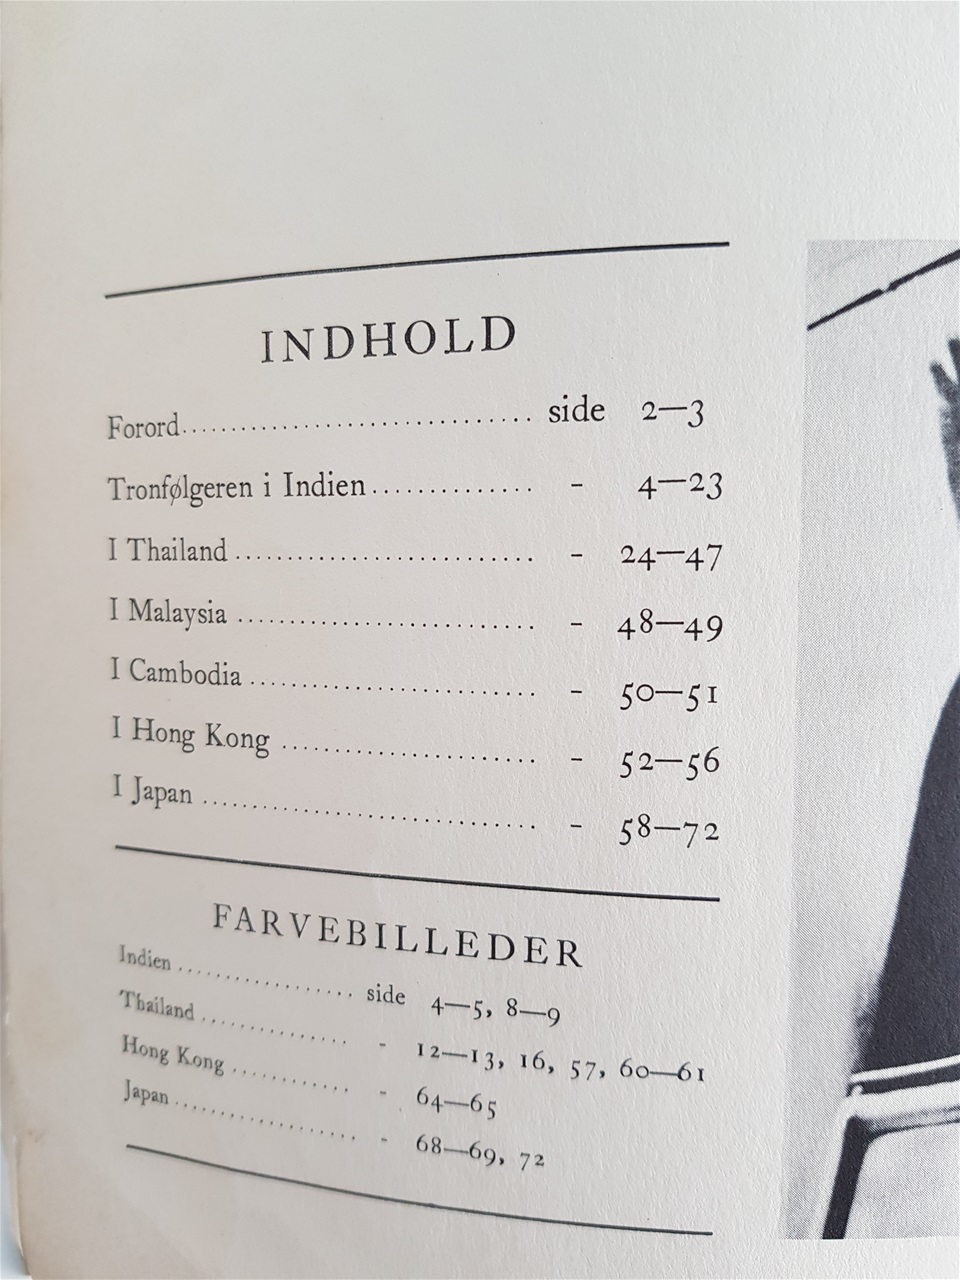 INDHOLD
Forord................................ side 2—3
Tronfølgeren i Indien.............. - 4—23
I Thailand ............................. - 24—47
I Malaysia ............................. - 48—49
I Cambodia ............................ - 50—51
I Hong Kong ......................... - 52—56
I Japan ................................ - 58—72
FARVEBILLEDER
Indien .................. side 4—5, 8—9
Thailand ............... - 12—13, 16, 57, 60—61
Hong Kong ............ - 64—65
Japan ................... - 68—69, 72